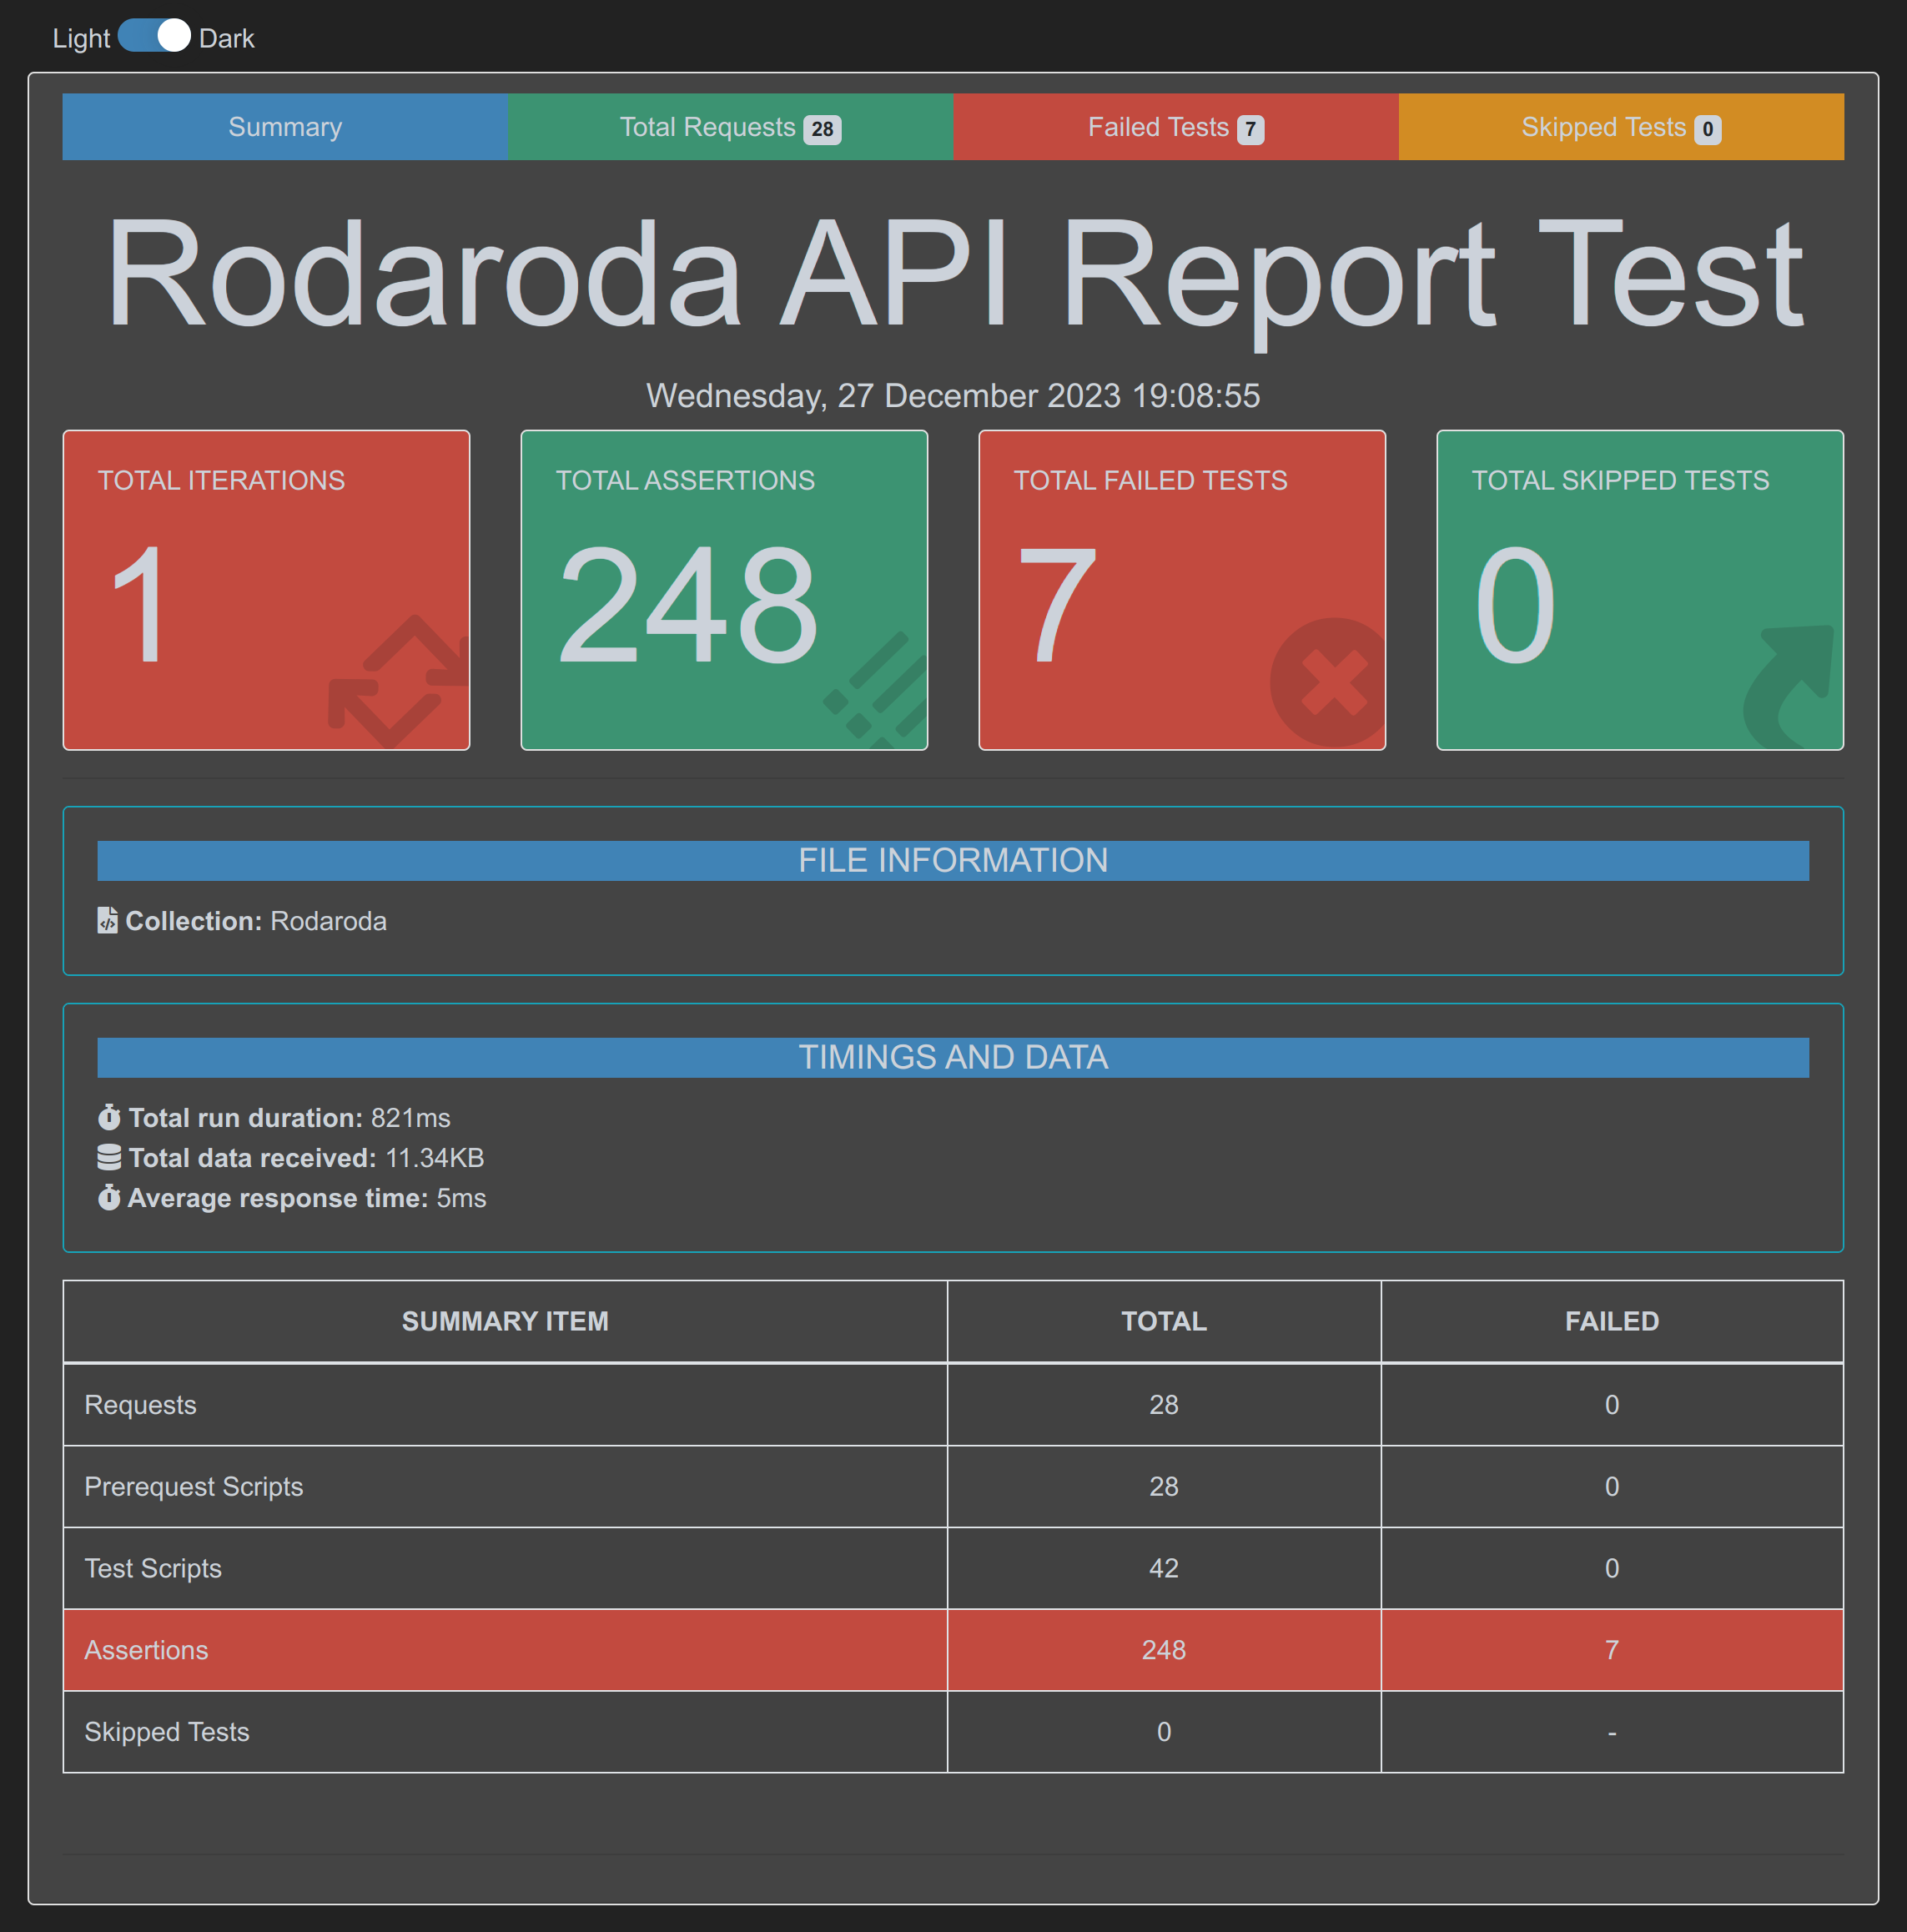 Light Dark
Summary Total Requests 28 Failed Tests 7 Skipped Tests 0
Rodaroda API Report Test
Wednesday, 27 December 2023 19:08:55
TOTAL ITERATIONS
1
TOTAL ASSERTIONS
248
TOTAL FAILED TESTS
7
TOTAL SKIPPED TESTS
0
FILE INFORMATION
Collection: Rodaroda
TIMINGS AND DATA
Total run duration: 821ms
Total data received: 11.34KB
Average response time: 5ms
SUMMARY ITEM TOTAL FAILED
Requests 28 0
Prerequest Scripts 28 0
Test Scripts 42 0
Assertions 248 7
Skipped Tests 0 -